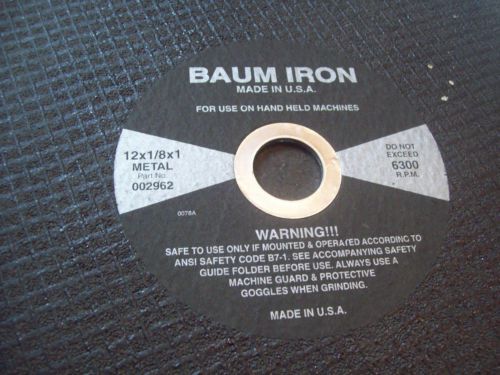 BAUM IRON
MADE IN U.S.A.
FOR USE ON HAND HELD MACHINES
12x1/8x1
METAL
Part No.
002962
DO NOT
EXCEED
6300
R.P.M.
0078A
WARNING!!!
SAFE TO USE ONLY IF MOUNTED & OPERATED ACCORDING TO
ANSI SAFETY CODE B7-1. SEE ACCOMPANYING SAFETY
GUIDE FOLDER BEFORE USE. ALWAYS USE A
MACHINE GUARD & PROTECTIVE
GOGGLES WHEN GRINDING.
MADE IN U.S.A.